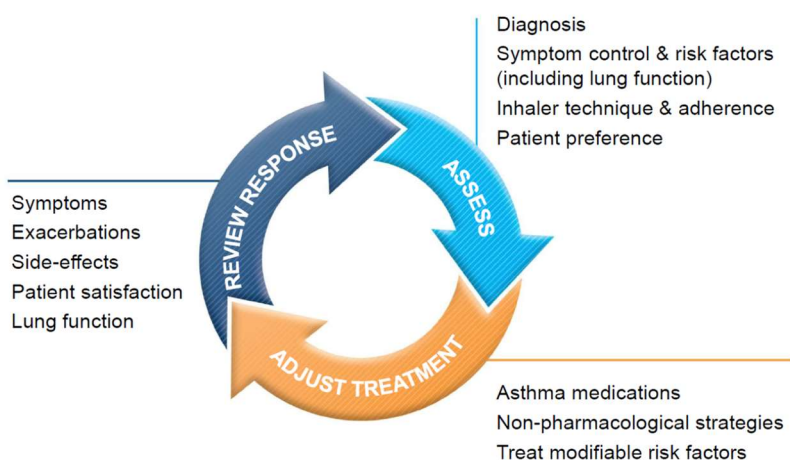 Diagnosis
Symptom control & risk factors
(including lung function)
Inhaler technique & adherence
Patient preference
ASSESS
REVIEW RESPONSE
Symptoms
Exacerbations
Side-effects
Patient satisfaction
Lung function
ADJUST TREATMENT
Asthma medications
Non-pharmacological strategies
Treat modifiable risk factors